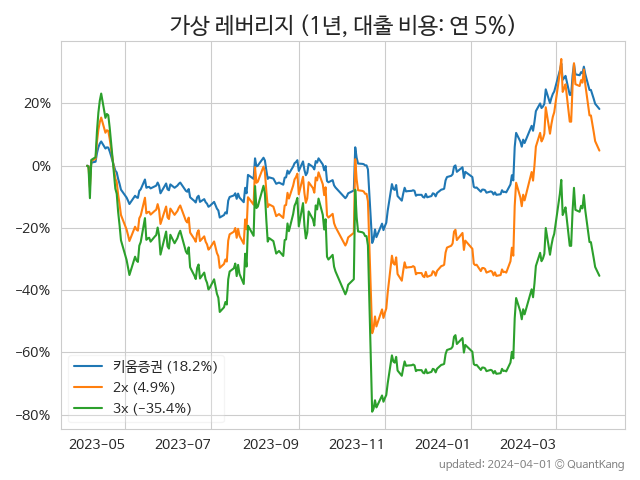 가상 레버리지 (1년, 대출 비용: 연 5%)
20%
0%
−20%
−40%
−60%
−80%
키움증권 (18.2%)
2x (4.9%)
3x (−35.4%)
2023-05 2023-07 2023-09 2023-11 2024-01 2024-03
updated: 2024-04-01 © QuantKang